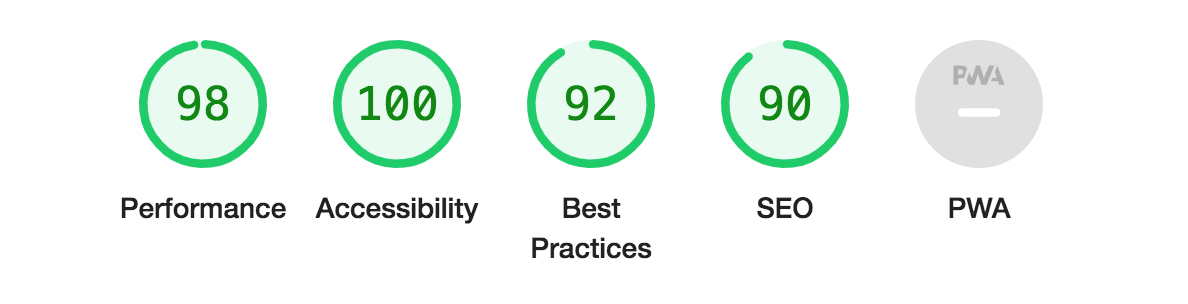 98
100
92
90
PWA
Performance
Accessibility
Best
Practices
SEO
PWA